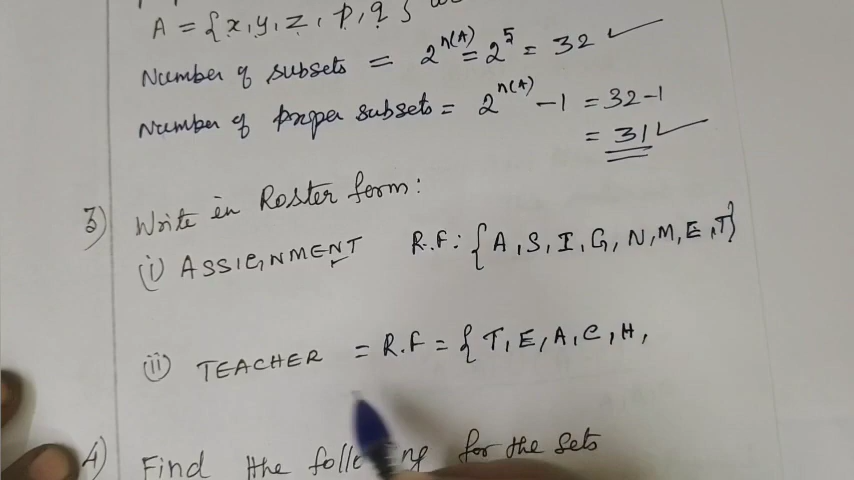 A = {x, y, z, p, q}
Number of subsets = 2^n(A) = 2^5 = 32
Number of proper subsets = 2^n(A) - 1 = 32 - 1
= 31
3) Write in Roster form:
(i) ASSIGNMENT R.F: {A, S, I, G, N, M, E, T}
(ii) TEACHER = R.F = {T, E, A, C, H,
4) Find the following for the sets